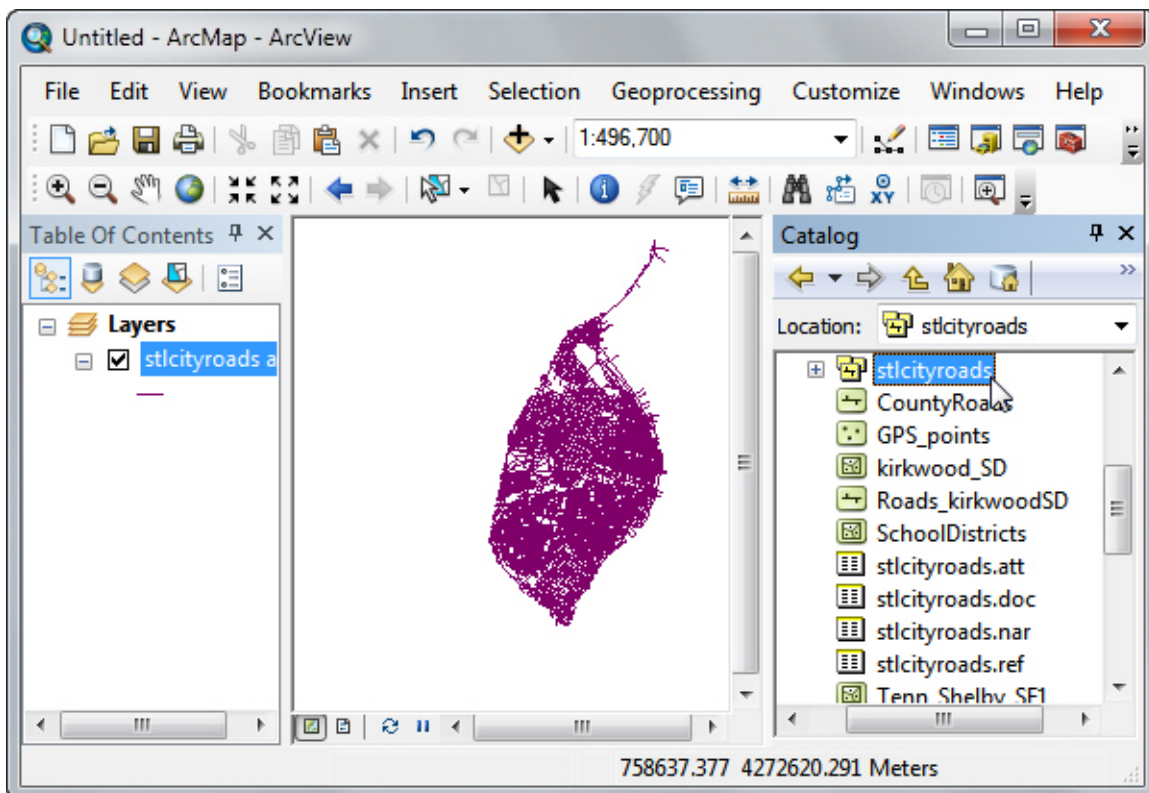 Untitled - ArcMap - ArcView
File Edit View Bookmarks Insert Selection Geoprocessing Customize Windows Help
1:496,700
XY
Table Of Contents
Layers
stlcityroads a
Catalog
Location: stlcityroads
stlcityroads
CountyRoads
GPS_points
kirkwood_SD
Roads_kirkwoodSD
SchoolDistricts
stlcityroads.att
stlcityroads.doc
stlcityroads.nar
stlcityroads.ref
Tenn_Shelby_SF1
758637.377 4272620.291 Meters